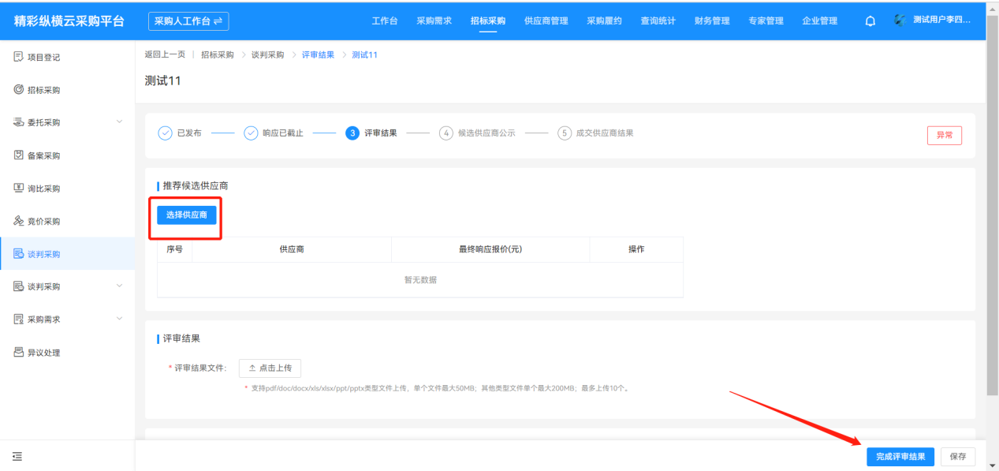 精彩纵横云采购平台
采购人工作台 ⇌
工作台 采购需求 招标采购 供应商管理 采购履约 查询统计 财务管理 专家管理 企业管理
测试用户李四...
项目登记
招标采购
委托采购
备案采购
询比采购
竞价采购
谈判采购
谈判采购
采购需求
异议处理
返回上一页 | 招标采购 > 谈判采购 > 评审结果 > 测试11
测试11
已发布 响应已截止 3 评审结果 4 候选供应商公示 5 成交供应商结果
异常
推荐候选供应商
选择供应商
序号 供应商 最终响应报价(元) 操作
暂无数据
评审结果
* 评审结果文件: 点击上传
* 支持pdf/doc/docx/xls/xlsx/ppt/pptx类型文件上传，单个文件最大50MB；其他类型文件单个最大200MB；最多上传10个。
完成评审结果 保存